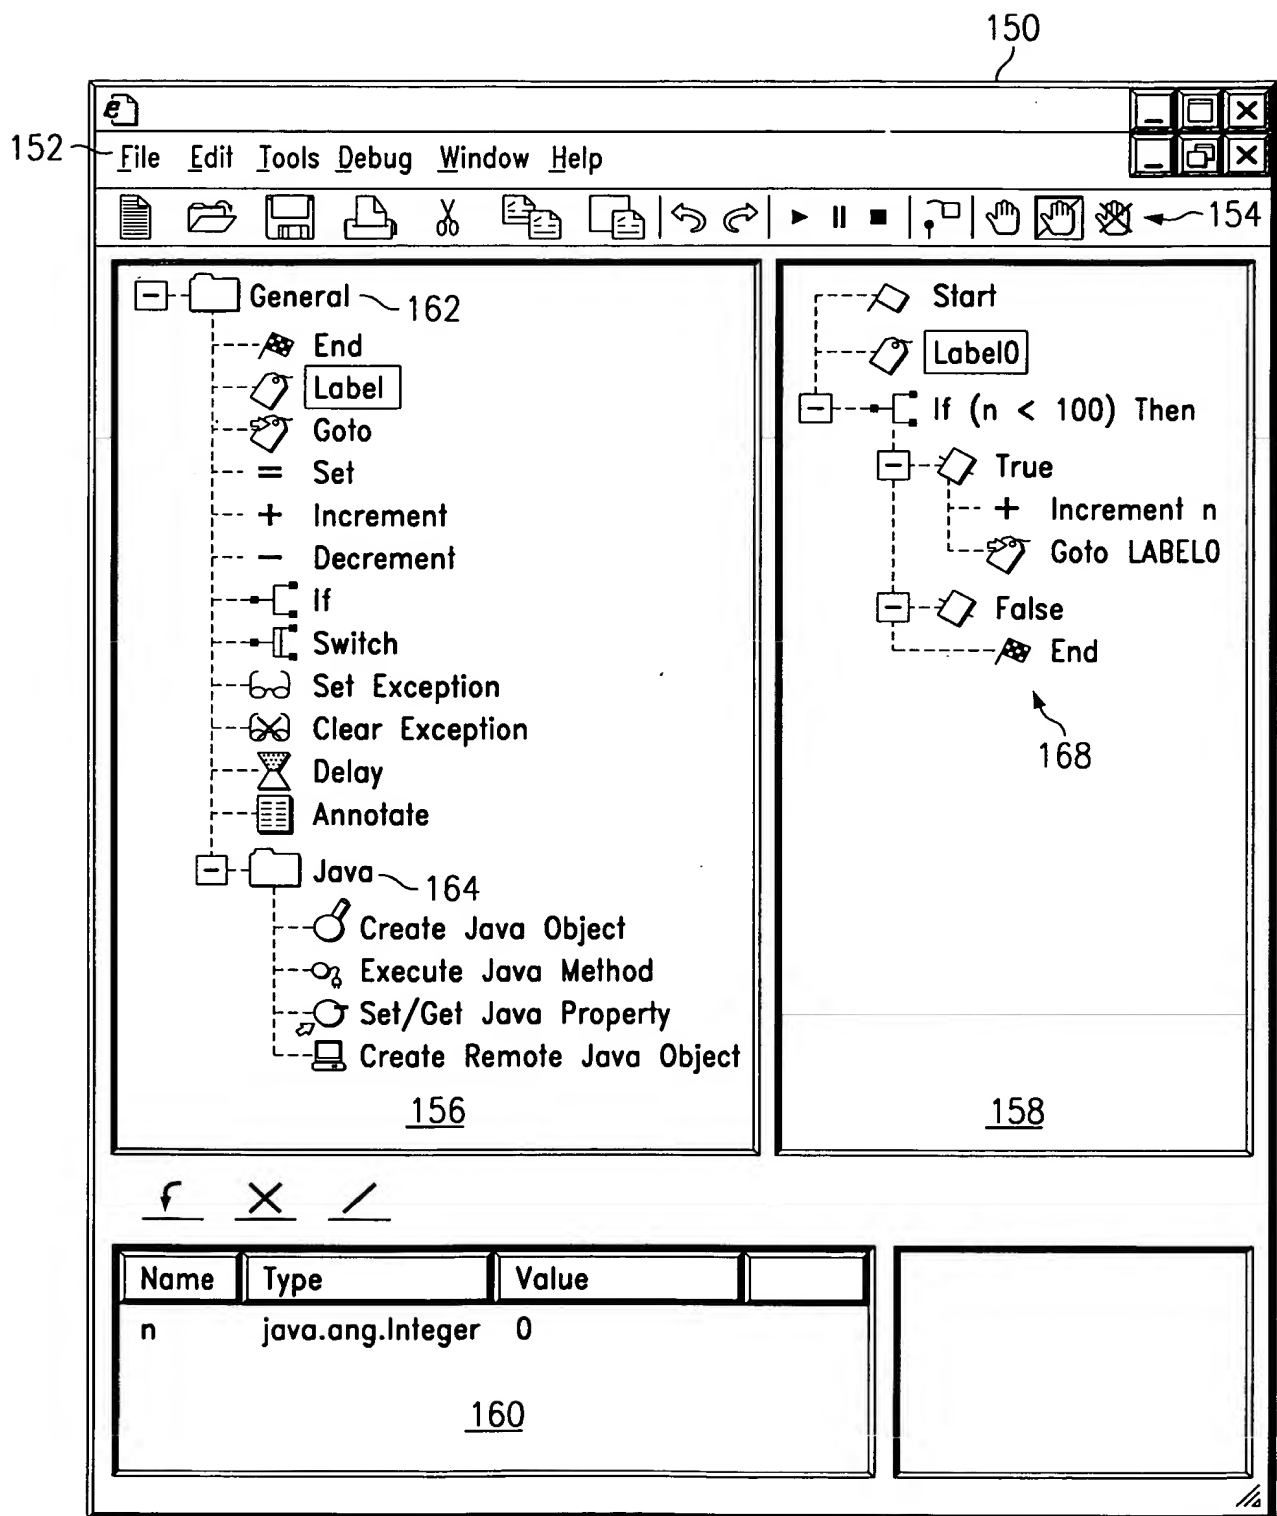 150
e
152
File Edit Tools Debug Window Help
154
General 162
End
Label
Goto
= Set
+ Increment
- Decrement
If
Switch
Set Exception
Clear Exception
Delay
Annotate
Java 164
Create Java Object
Execute Java Method
Set/Get Java Property
Create Remote Java Object
156
Start
Label0
If (n < 100) Then
True
+ Increment n
Goto LABEL0
False
End
168
158
Name Type Value
n java.ang.Integer 0
160